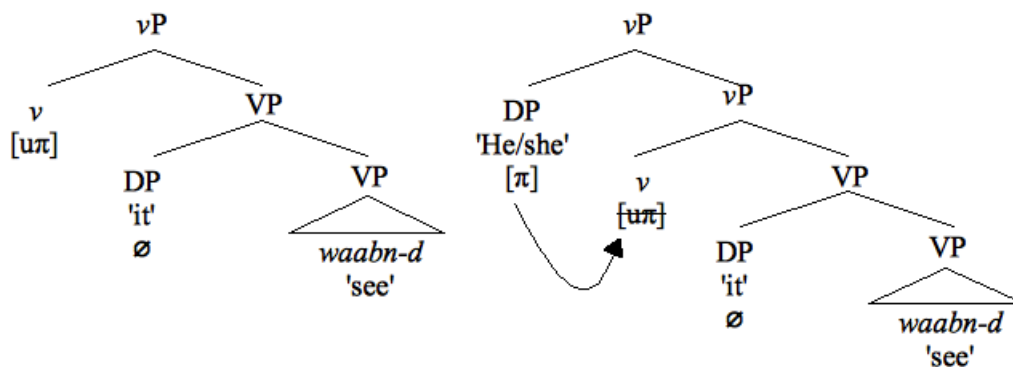 vP
v
[uπ]
VP
DP
'it'
ø
VP
waabn-d
'see'
vP
DP
'He/she'
[π]
vP
v
[uπ]
VP
DP
'it'
ø
VP
waabn-d
'see'